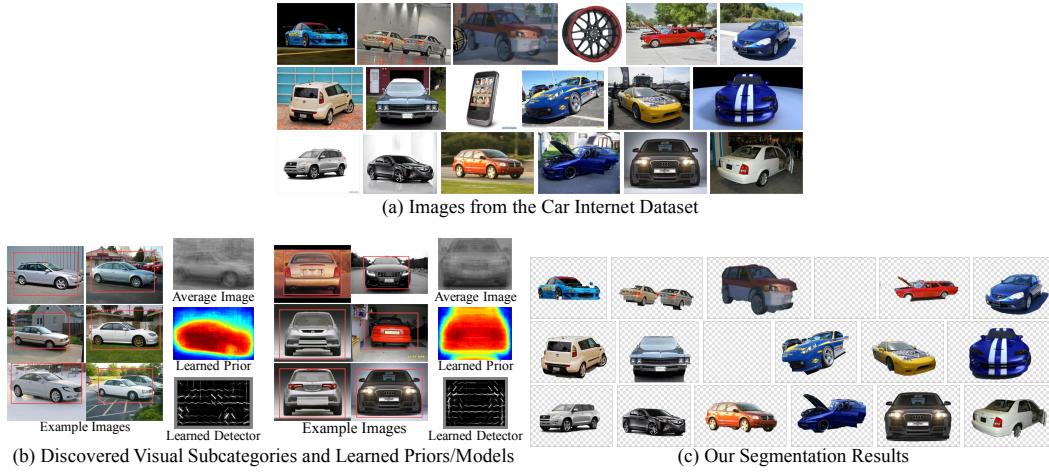 (a) Images from the Car Internet Dataset
Average Image
Learned Prior
Learned Detector
Example Images
Average Image
Learned Prior
Learned Detector
Example Images
(b) Discovered Visual Subcategories and Learned Priors/Models
(c) Our Segmentation Results